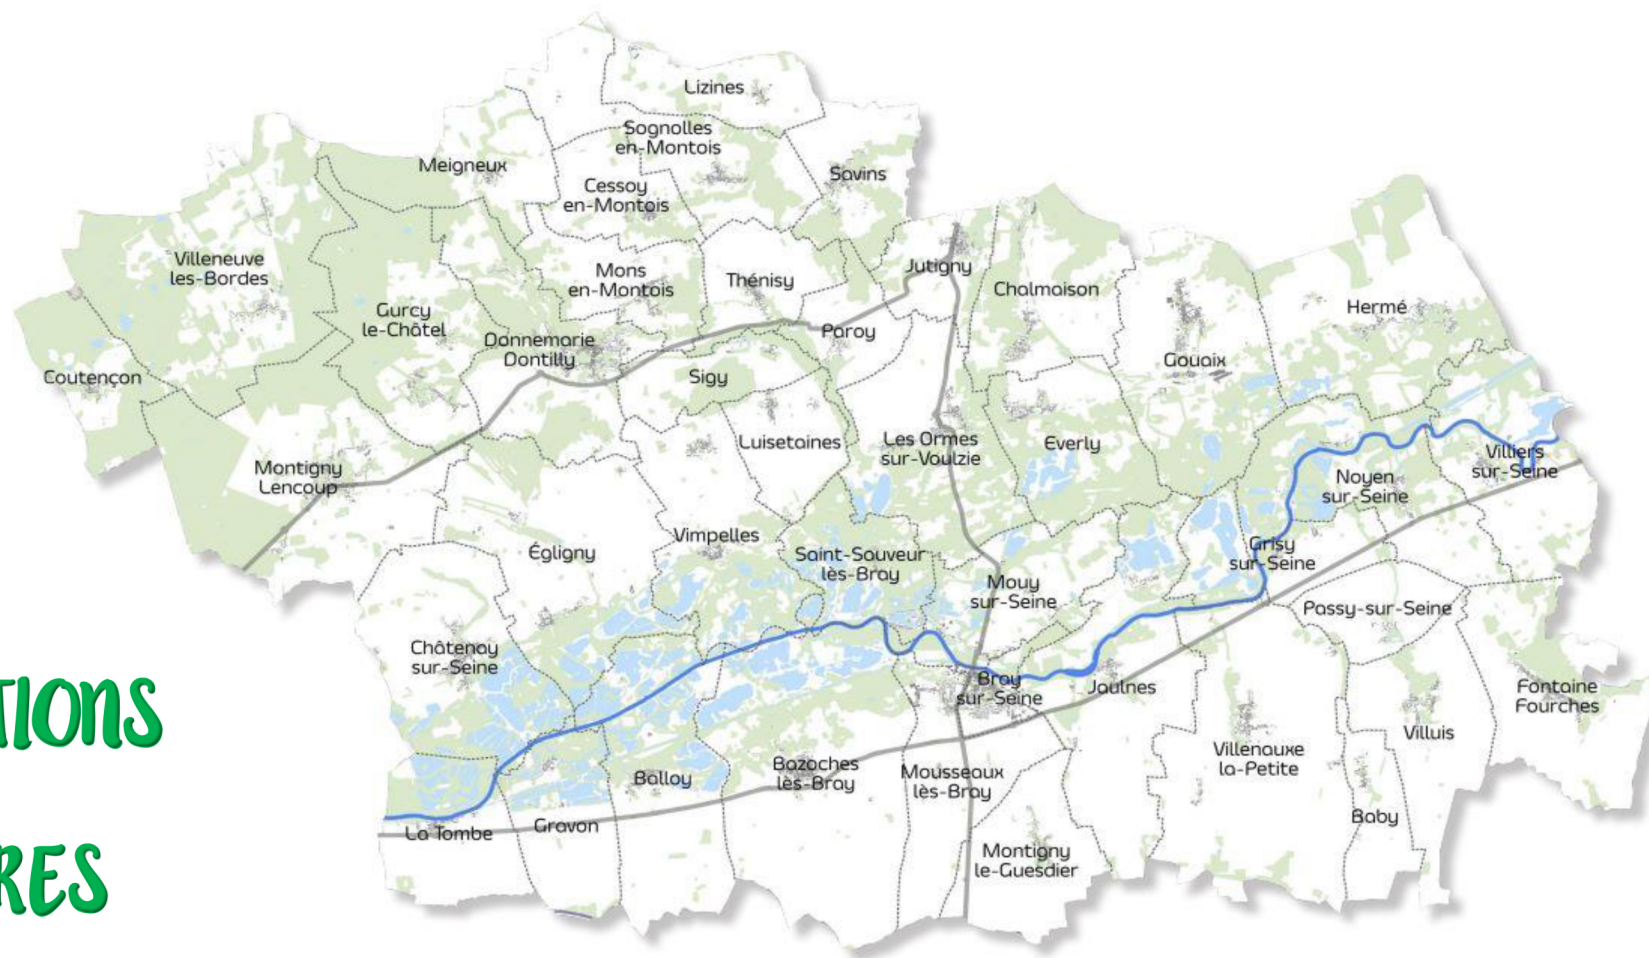 Lizines
Sognolles
en-Montois
Meigneux
Savins
Cessoy
en-Montois
Villeneuve
les-Bordes
Mons
en-Montois
Thénisy
Jutigny
Chalmaison
Hermé
Gurcy
le-Châtel
Donnemarie
Dontilly
Paroy
Gouaix
Coutençon
Sigy
Luisetaines
Les Ormes
sur-Voulzie
Everly
Villiers
sur-Seine
Montigny
Lencoup
Noyen
sur-Seine
Égligny
Vimpelles
Saint-Sauveur
lès-Bray
Grisy
sur-Seine
Mouy
sur-Seine
Passy-sur-Seine
Châtenay
sur-Seine
Bray
sur-Seine
Jaulnes
Fontaine
Fourches
TIONS
Villuis
Villenauxe
la-Petite
Balloy
Bazoches
lès-Bray
Mousseaux
lès-Bray
Baby
La Tombe
Gravon
Montigny
le-Guesdier
RES